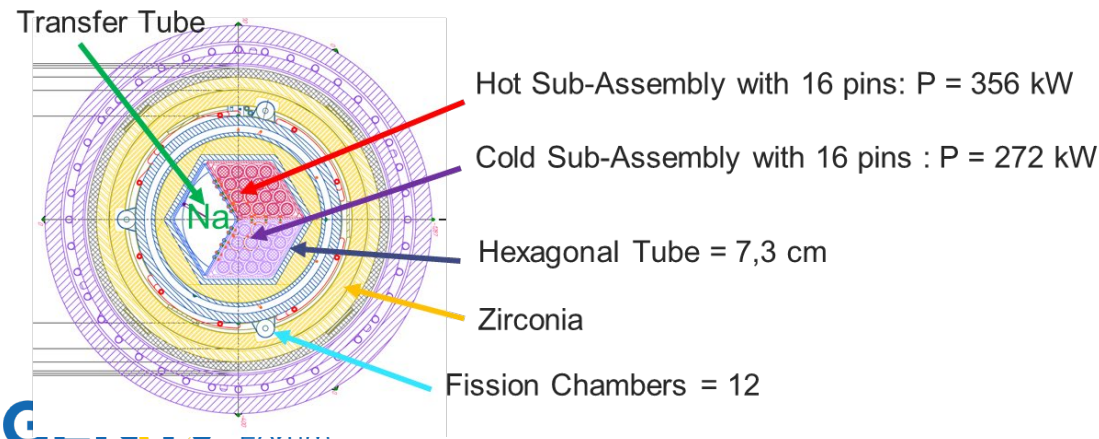 Transfer Tube
Hot Sub-Assembly with 16 pins: P = 356 kW
Cold Sub-Assembly with 16 pins : P = 272 kW
Na
Hexagonal Tube = 7,3 cm
Zirconia
Fission Chambers = 12